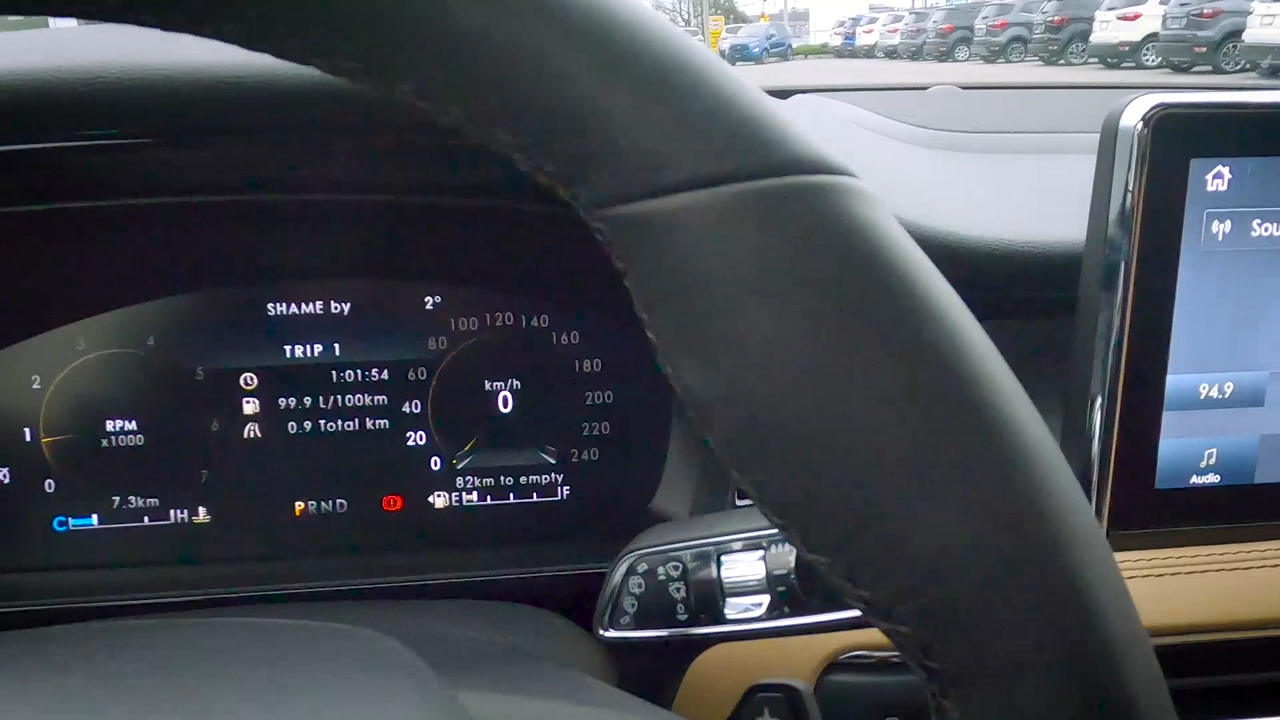 SHAME by
2°
TRIP 1
1:01:54
99.9 L/100km
0.9 Total km
0
1
2
3
4
5
6
7
RPM
x1000
0
20
40
60
80
100
120
140
160
180
200
220
240
km/h
0
82km to empty
E F
7.3km
C H
PRND
Sou
94.9
Audio